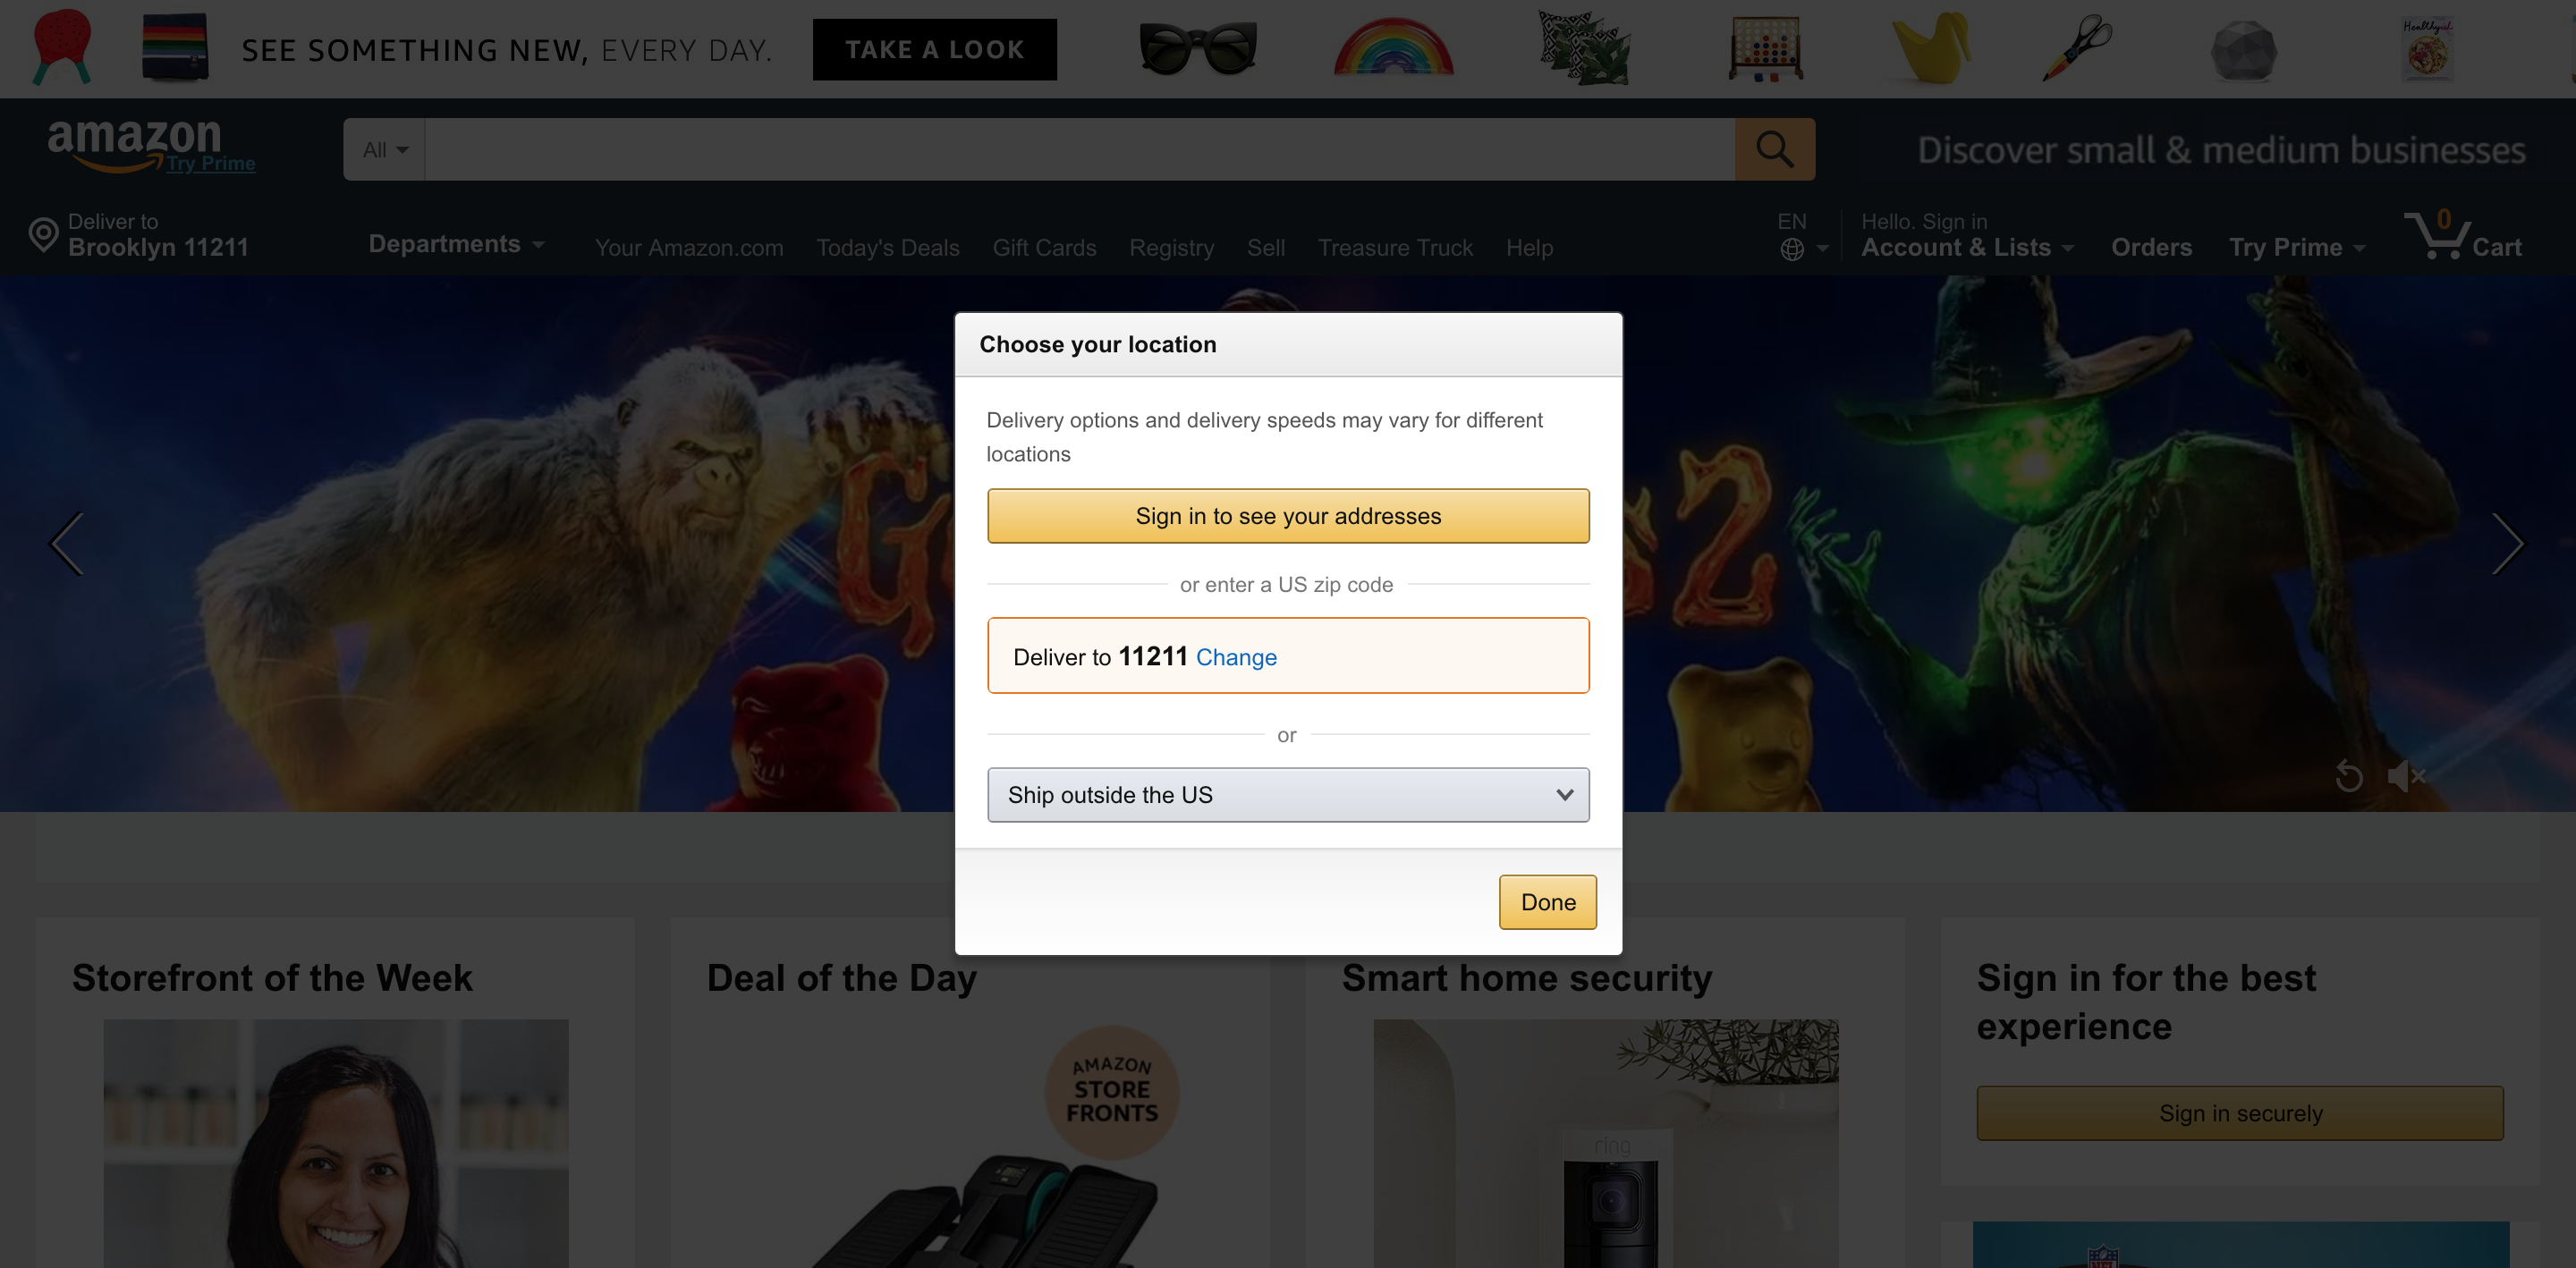 SEE SOMETHING NEW, EVERY DAY.
TAKE A LOOK
Healthyish
amazon
Try Prime
All
Discover small & medium businesses
Deliver to
Brooklyn 11211
Departments
Your Amazon.com
Today's Deals
Gift Cards
Registry
Sell
Treasure Truck
Help
EN
Hello. Sign in
Account & Lists
Orders
Try Prime
0
Cart
Choose your location
Delivery options and delivery speeds may vary for different
locations
Sign in to see your addresses
or enter a US zip code
Deliver to 11211 Change
or
Ship outside the US
Done
2
Storefront of the Week
Deal of the Day
Smart home security
Sign in for the best
experience
AMAZON
STORE
FRONTS
ring
Sign in securely
NFL